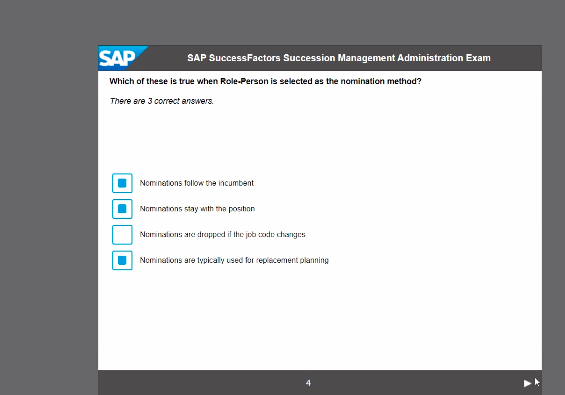 SAP
SAP SuccessFactors Succession Management Administration Exam
Which of these is true when Role-Person is selected as the nomination method?
There are 3 correct answers.
Nominations follow the incumbent
Nominations stay with the position
Nominations are dropped if the job code changes
Nominations are typically used for replacement planning
4